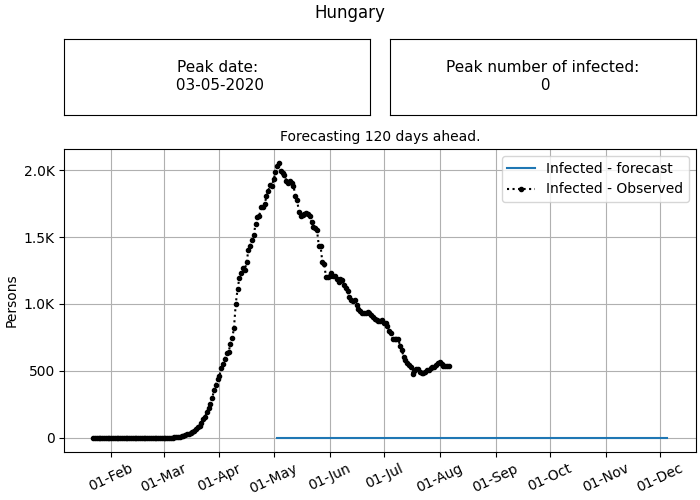 Hungary
Peak date:
03-05-2020
Peak number of infected:
0
Forecasting 120 days ahead.
Infected - forecast
Infected - Observed
Persons
2.0K
1.5K
1.0K
500
0
01-Feb
01-Mar
01-Apr
01-May
01-Jun
01-Jul
01-Aug
01-Sep
01-Oct
01-Nov
01-Dec